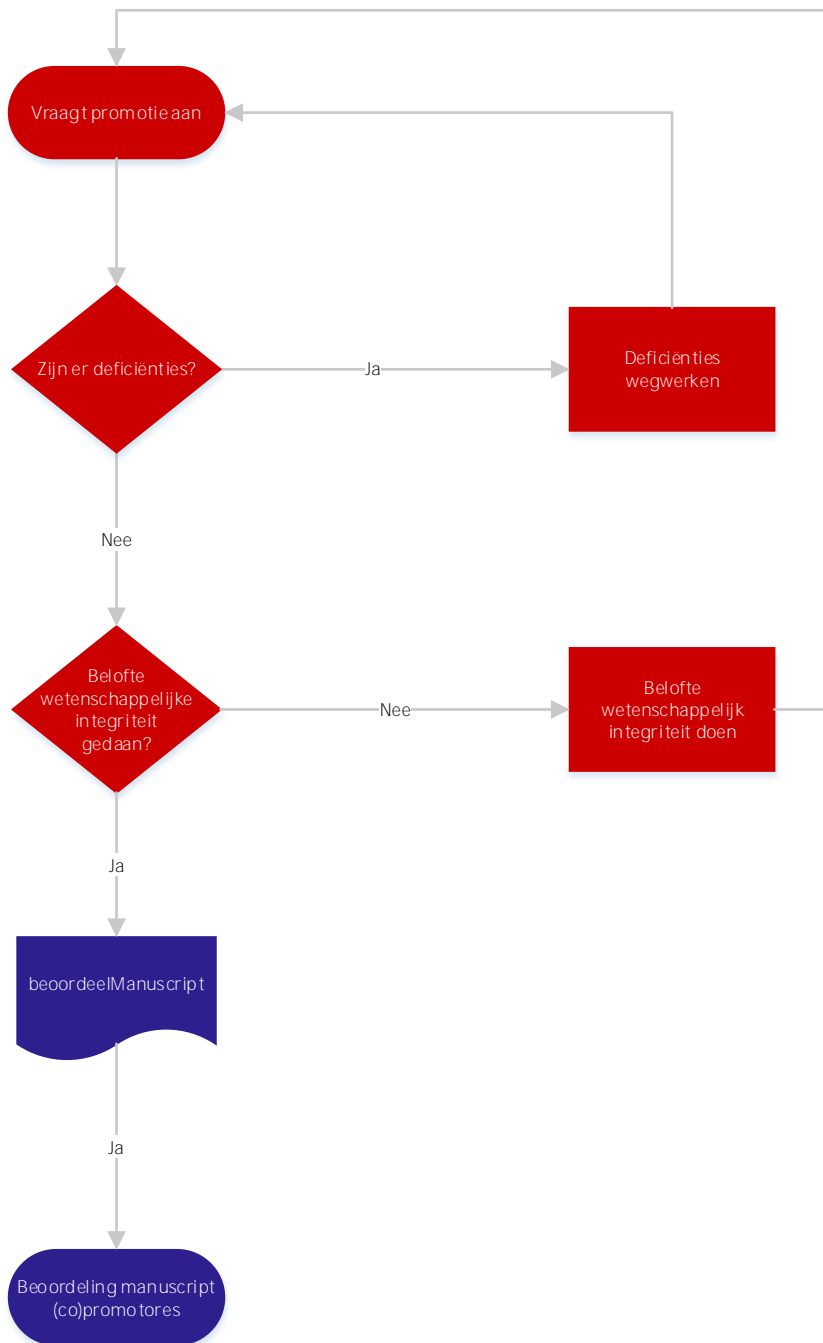 Vraagt promotie aan
Zijn er deficiënties?
Ja
Deficiënties
wegwerken
Nee
Belofte
wetenschappelijke
integriteit
gedaan?
Nee
Belofte
wetenschappelijk
integriteit doen
Ja
beoordeelManuscript
Ja
Beoordeling manuscript
(co)promotores